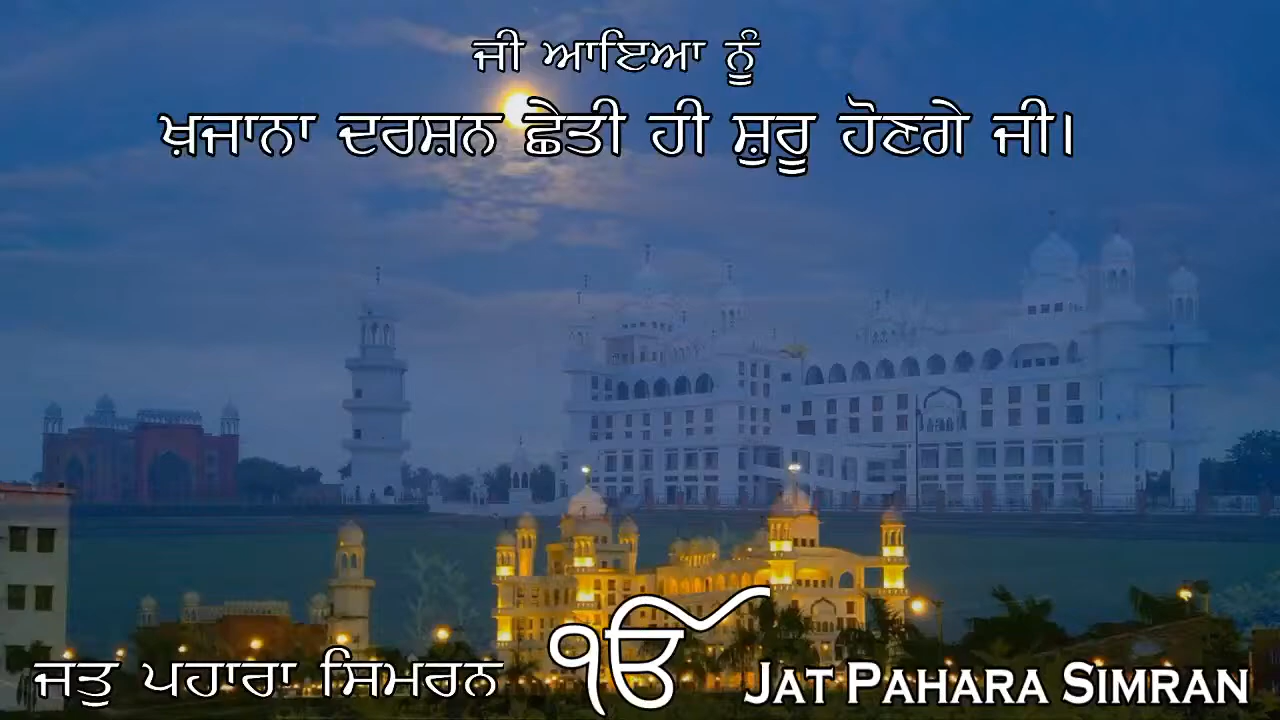 ਜੀ ਆਇਆ ਨੂੰ
ਖ਼ਜਾਨਾ ਦਰਸ਼ਨ ਛੇਤੀ ਹੀ ਸ਼ੁਰੂ ਹੋਣਗੇ ਜੀ।
ਜਤੁ ਪਹਾਰਾ ਸਿਮਰਨ ੴ JAT PAHARA SIMRAN